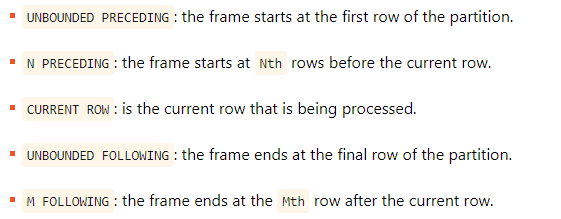 UNBOUNDED PRECEDING : the frame starts at the first row of the partition.
N PRECEDING : the frame starts at Nth rows before the current row.
CURRENT ROW : is the current row that is being processed.
UNBOUNDED FOLLOWING : the frame ends at the final row of the partition.
M FOLLOWING : the frame ends at the Mth row after the current row.